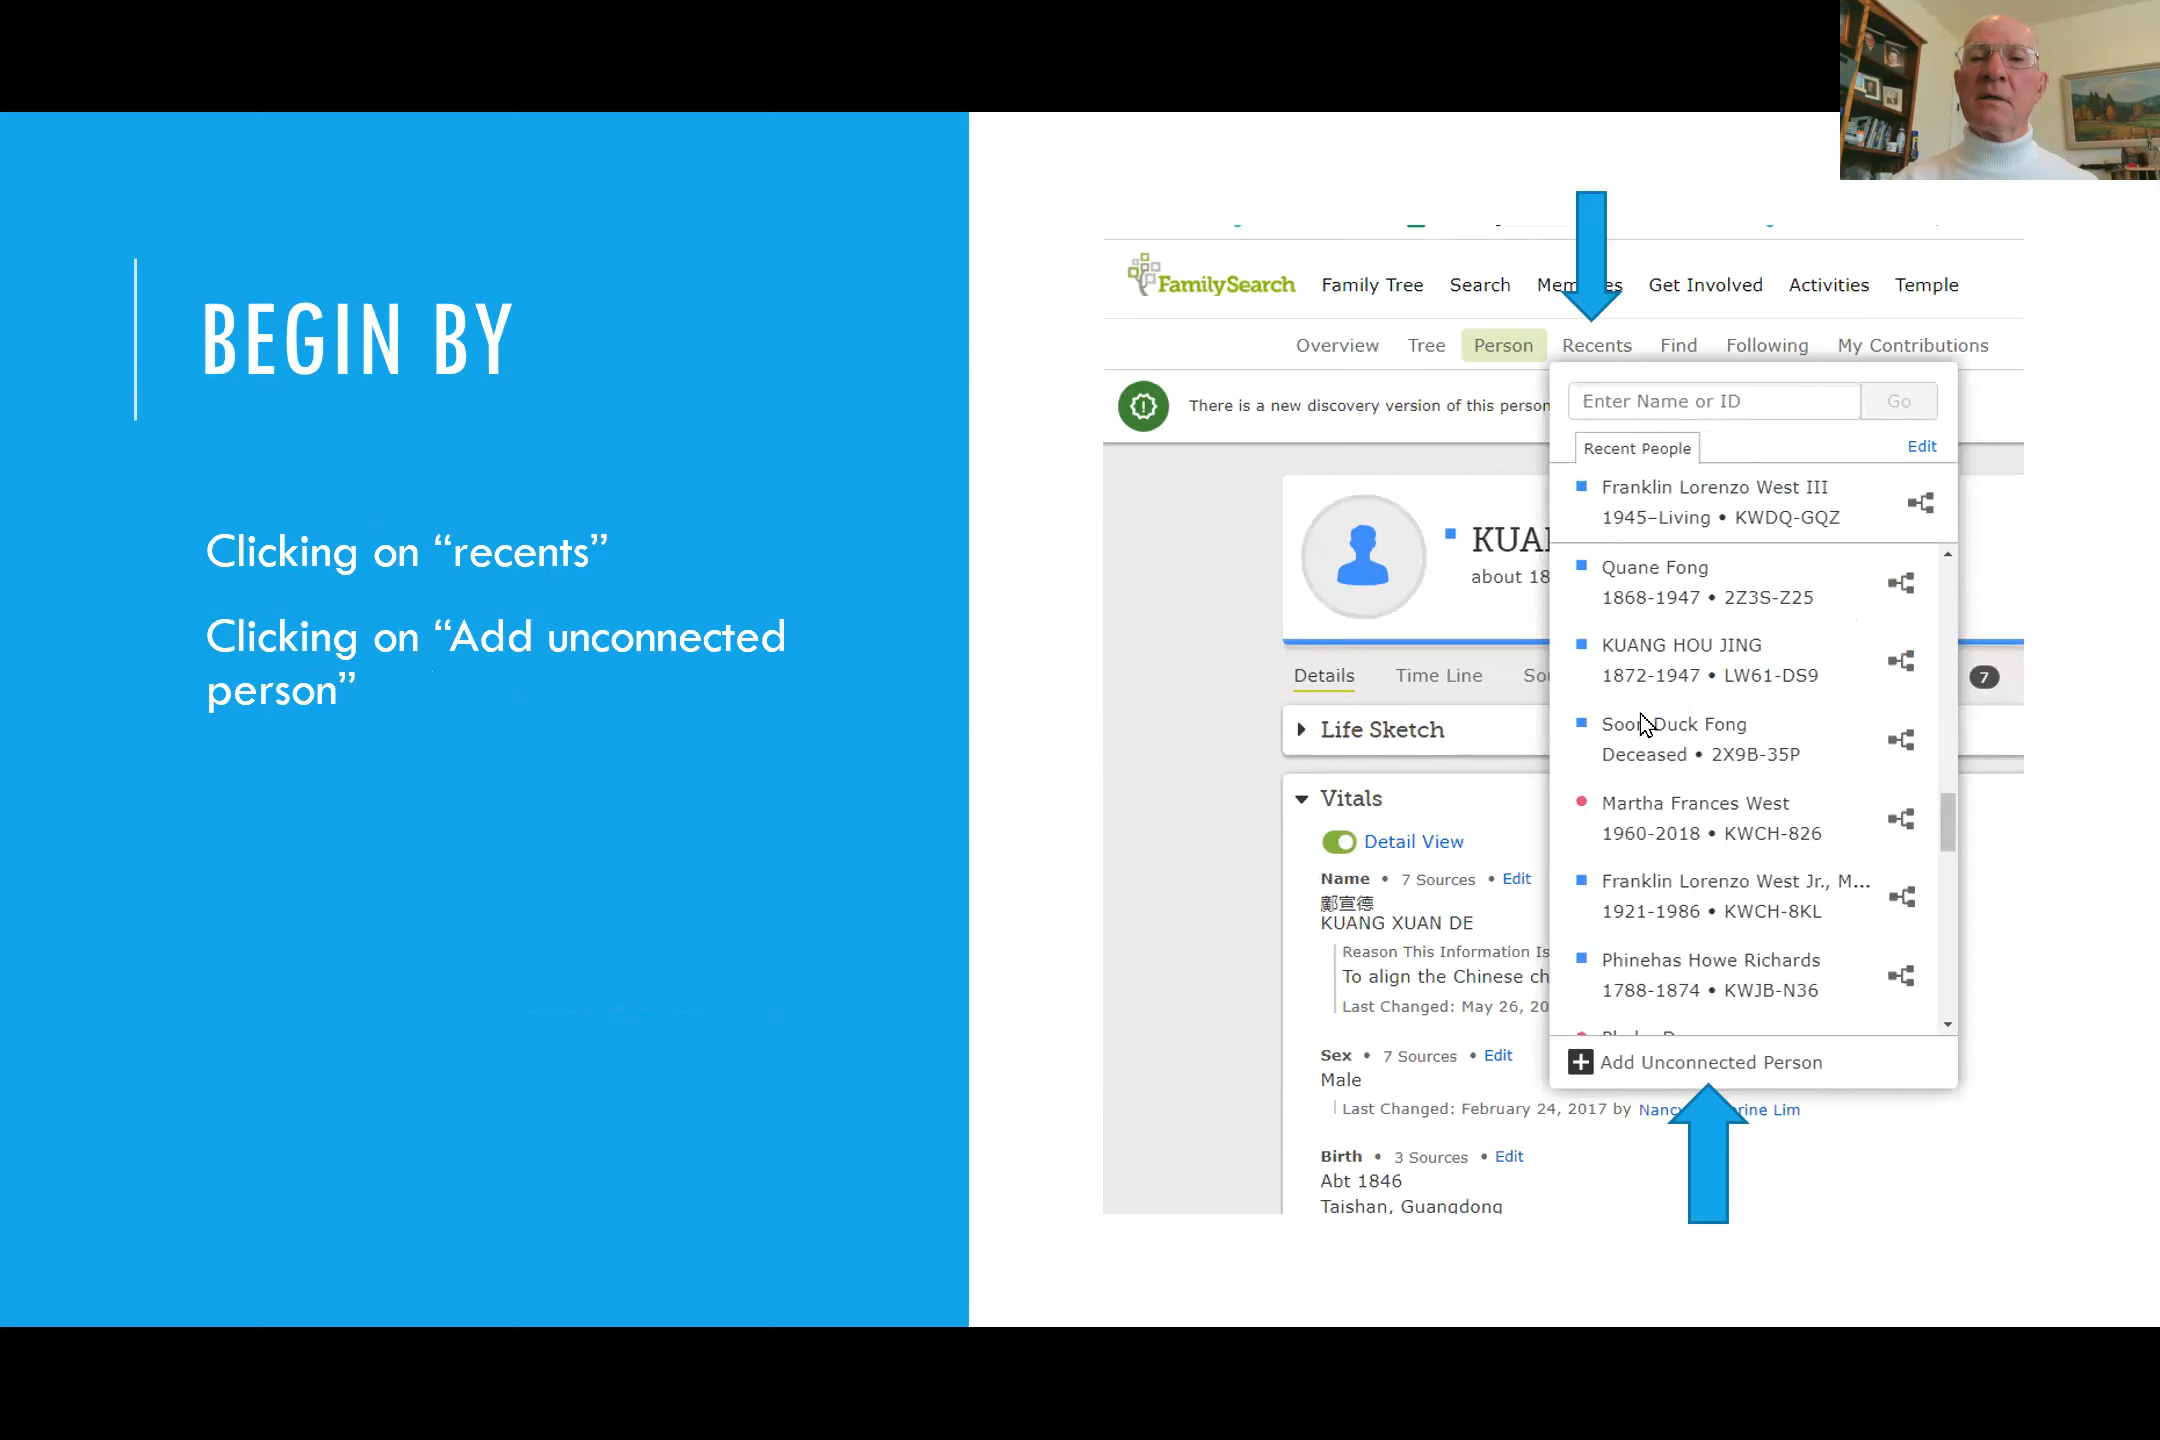 BEGIN BY
Clicking on “recents”
Clicking on “Add unconnected
person”
FamilySearch
Family Tree Search Get Involved Activities Temple
Overview Tree Person Recents Find Following My Contributions
There is a new discovery version of this person
Enter Name or ID Go
Recent People Edit
Franklin Lorenzo West III
1945–Living • KWDQ-GQZ
Quane Fong
1868-1947 • 2Z3S-Z25
KUANG HOU JING
1872-1947 • LW61-DS9
Soon Duck Fong
Deceased • 2X9B-35P
Martha Frances West
1960-2018 • KWCH-826
Franklin Lorenzo West Jr., M...
1921-1986 • KWCH-8KL
Phinehas Howe Richards
1788-1874 • KWJB-N36
Add Unconnected Person
KUA
about 18
Details Time Line So 7
Life Sketch
Vitals
Detail View
Name • 7 Sources • Edit
鄺宣德
KUANG XUAN DE
Reason This Information Is
To align the Chinese ch
Last Changed: May 26, 20
Sex • 7 Sources • Edit
Male
Last Changed: February 24, 2017 by Nancy Lim
Birth • 3 Sources • Edit
Abt 1846
Taishan, Guangdong